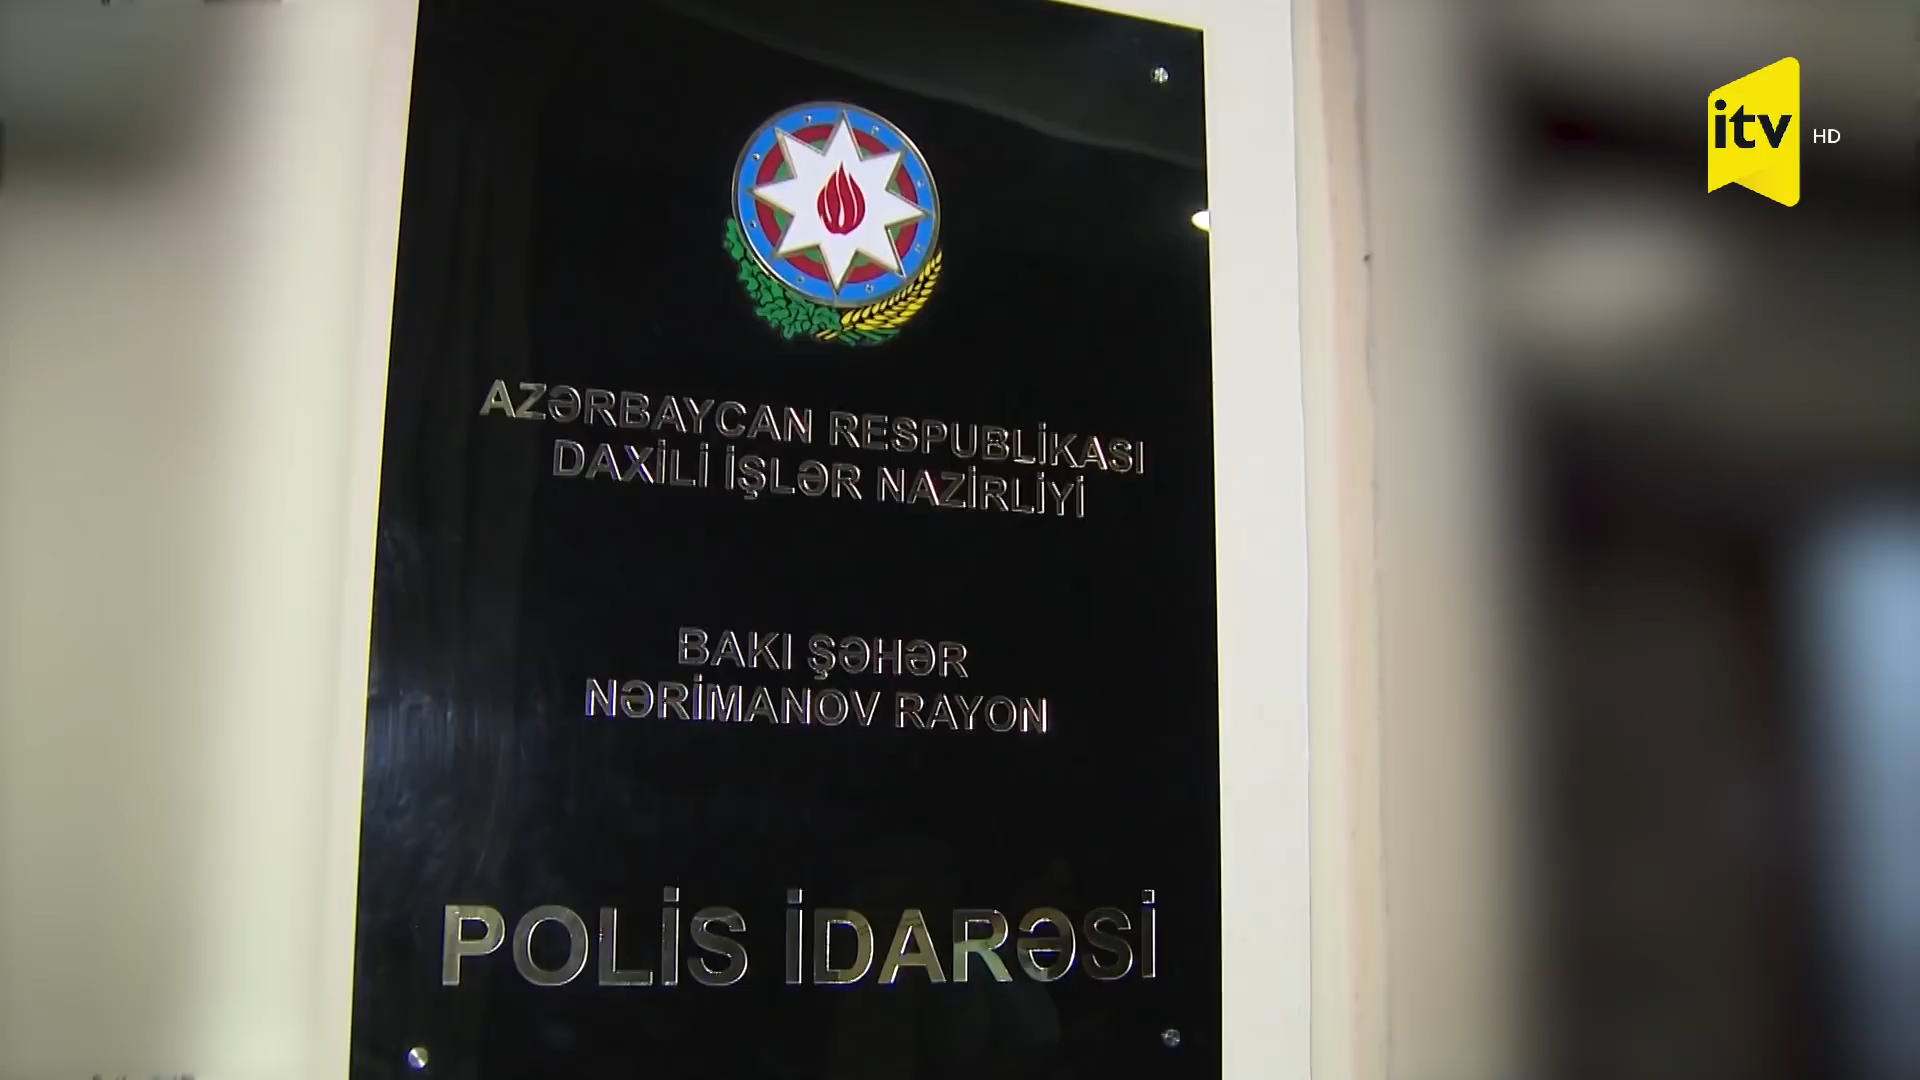 itv HD
AZƏRBAYCAN RESPUBLİKASI
DAXİLİ İŞLƏR NAZİRLİYİ
BAKI ŞƏHƏR
NƏRİMANOV RAYON
POLİS İDARƏSİ